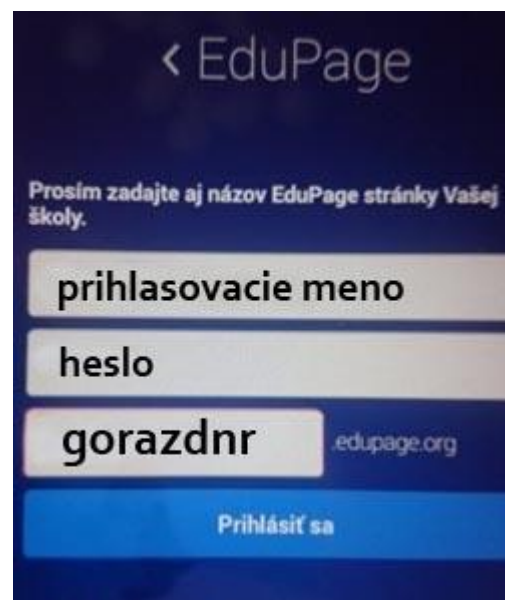 < EduPage
Prosím zadajte aj názov EduPage stránky Vašej
školy.
prihlasovacie meno
heslo
gorazdnr .edupage.org
Prihlásiť sa